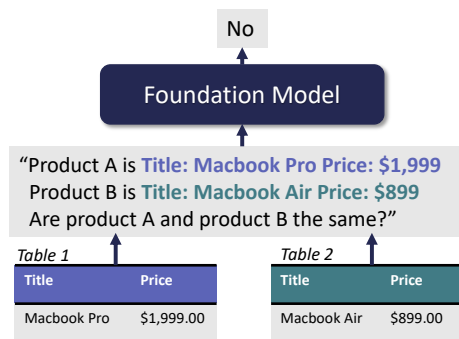 No
Foundation Model
“Product A is Title: Macbook Pro Price: $1,999
Product B is Title: Macbook Air Price: $899
Are product A and product B the same?”
Table 1
Title Price
Macbook Pro $1,999.00
Table 2
Title Price
Macbook Air $899.00